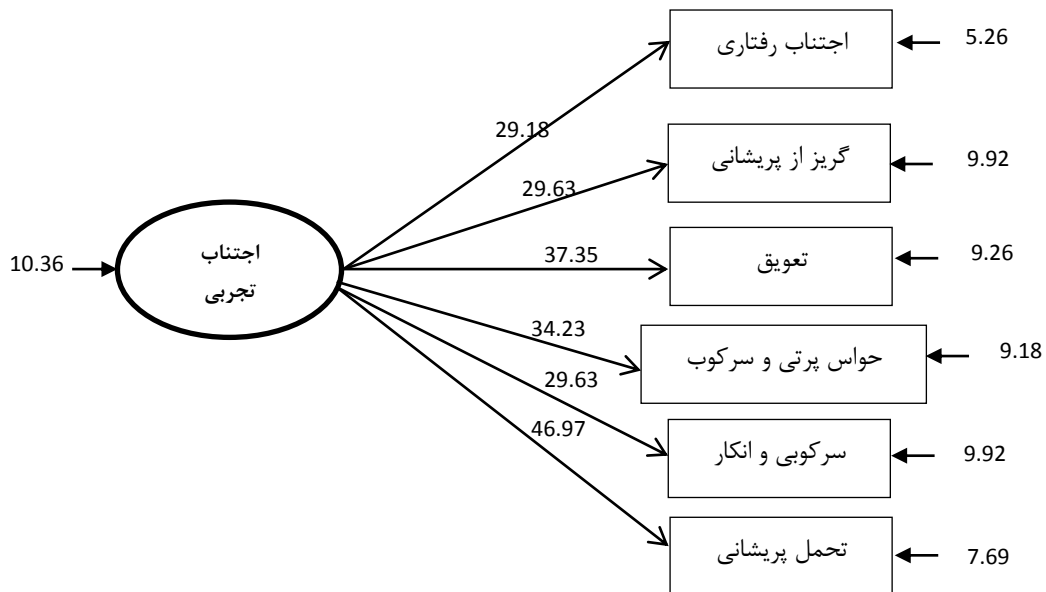 اجتناب رفتاری
5.26
29.18
گریز از پریشانی
9.92
29.63
اجتناب
تجربی
10.36
37.35
تعویق
9.26
34.23
حواس پرتی و سرکوب
9.18
29.63
سرکوبی و انکار
9.92
46.97
تحمل پریشانی
7.69